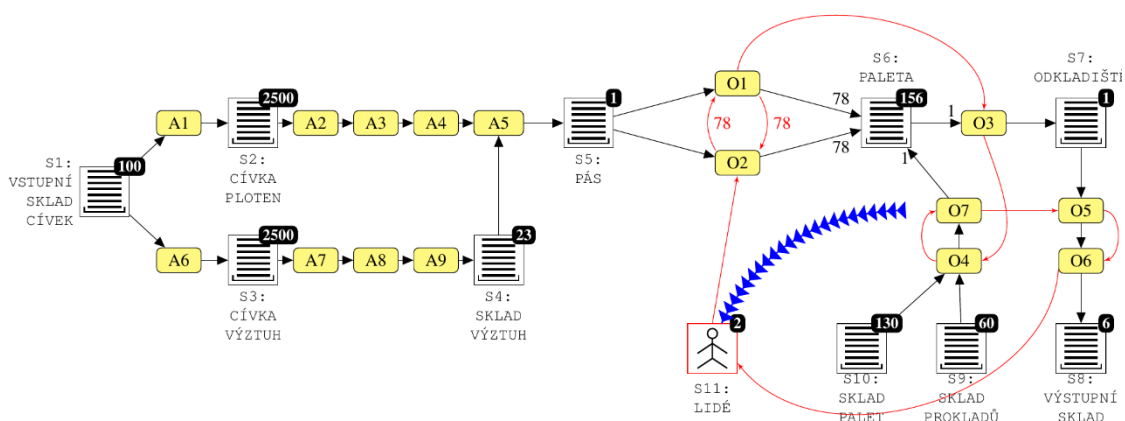 S1:
VSTUPNÍ
SKLAD
CÍVEK
100
A1
2500
S2:
CÍVKA
PLOTEN
A2
A3
A4
A5
A6
2500
S3:
CÍVKA
VÝZTUH
A7
A8
A9
23
S4:
SKLAD
VÝZTUH
1
S5:
PÁS
O1
78
78
O2
78
78
S6:
PALETA
156
1
1
O3
S7:
ODKLADIŠTĚ
1
O7
O5
O4
O6
2
S11:
LIDÉ
130
S10:
SKLAD
PALET
60
S9:
SKLAD
PROKLADŮ
6
S8:
VÝSTUPNÍ
SKLAD